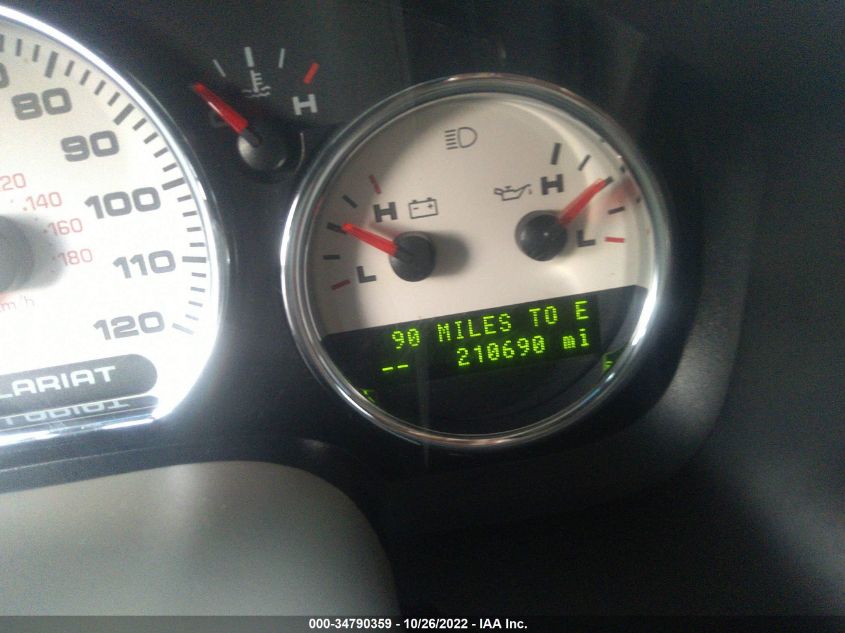 H
80
90
100
110
120
120
140
160
180
km/h
LARIAT
H
L
H
L
90 MILES TO E
-- 210690 mi
000-34790359 - 10/26/2022 - IAA Inc.